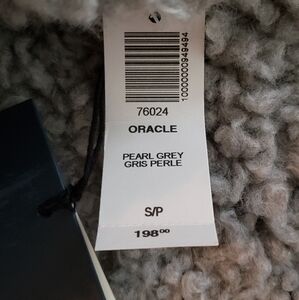 1000000949494
76024
ORACLE
PEARL GREY
GRIS PERLE
S/P
198⁰⁰